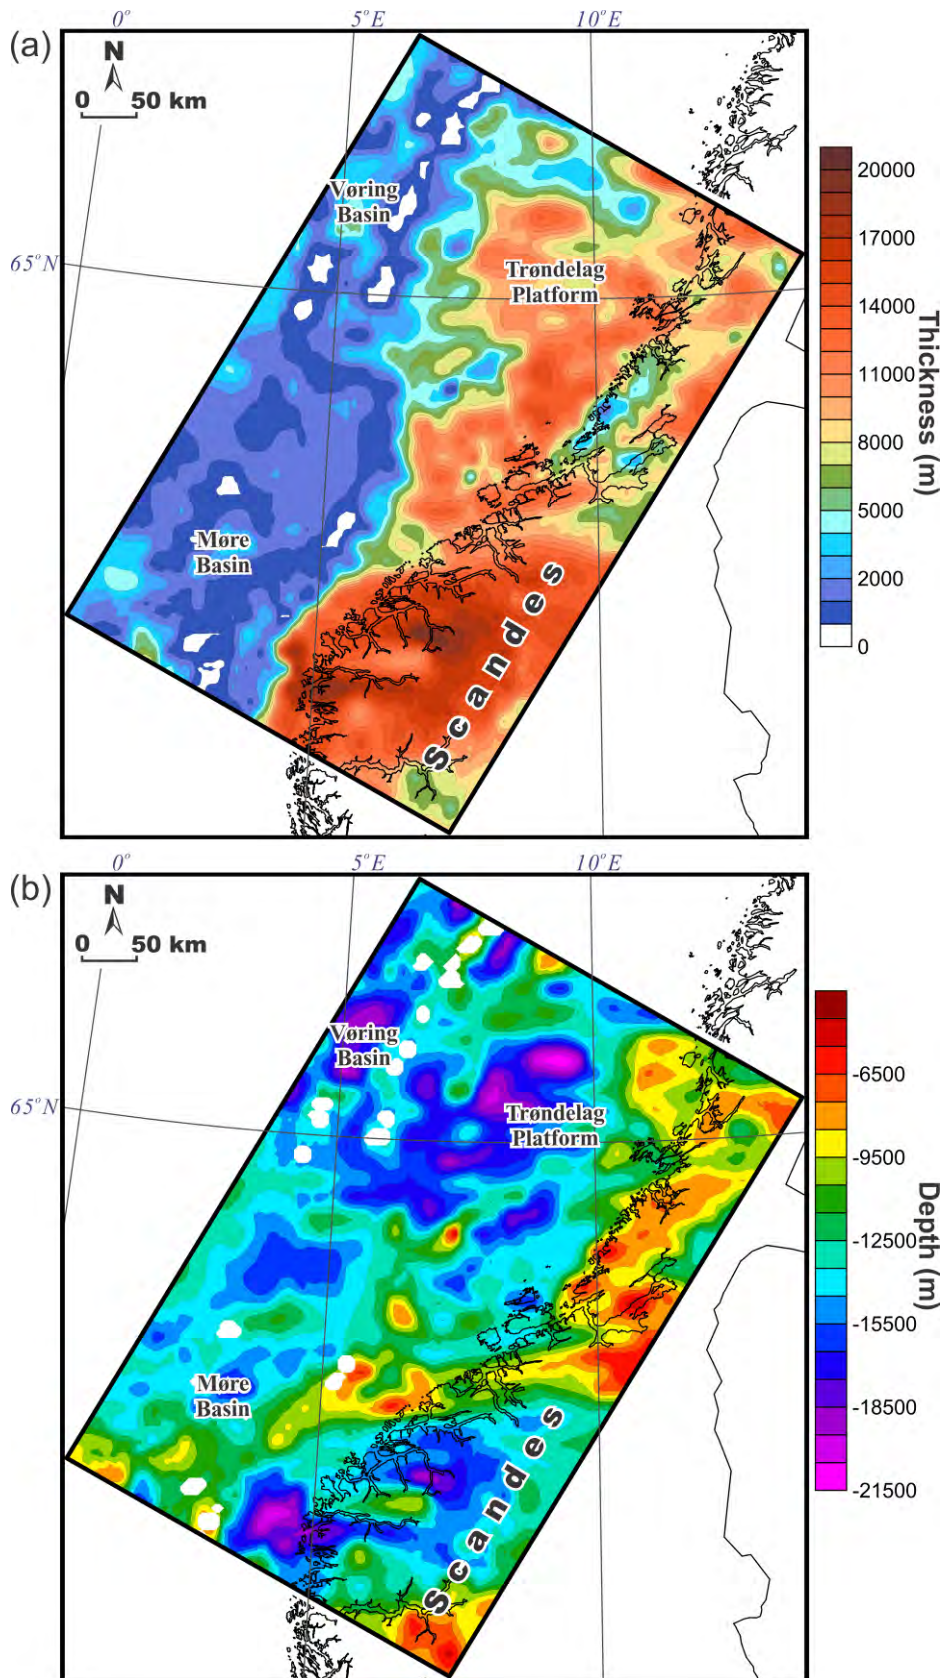 0° 5°E 10°E
(a)
N
0 50 km
Vøring
Basin
65°N
Trøndelag
Platform
Møre
Basin
Scandes
20000
17000
14000
11000
8000
5000
2000
0
Thickness (m)
0° 5°E 10°E
(b)
N
0 50 km
Vøring
Basin
65°N
Trøndelag
Platform
Møre
Basin
Scandes
-6500
-9500
-12500
-15500
-18500
-21500
Depth (m)